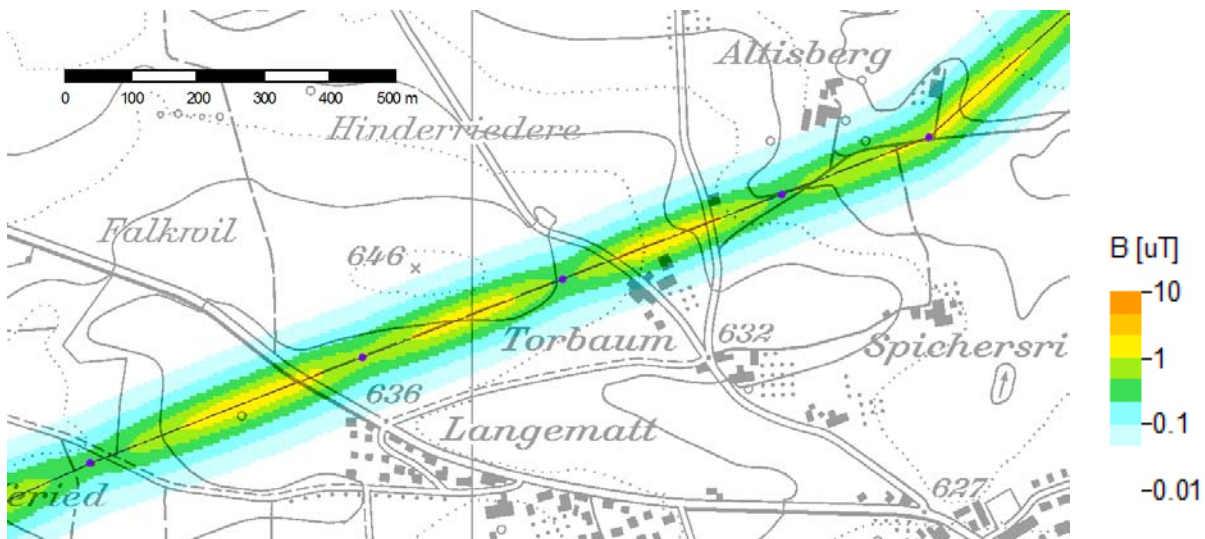 Altisberg
0 100 200 300 400 500 m
Hinderriedere
Falkwil
646
B [uT]
10
1
0.1
0.01
Torbaum
632
Spichersri
636
Langematt
627
eried